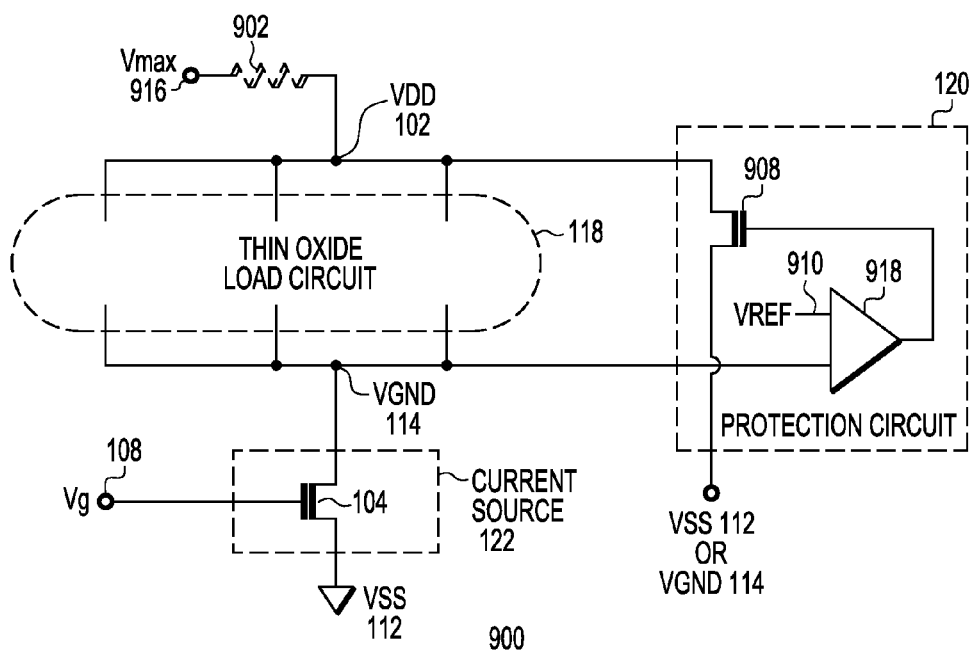 902
Vmax
916
VDD
102
120
908
118
THIN OXIDE
LOAD CIRCUIT
910
918
VREF
VGND
114
PROTECTION CIRCUIT
108
Vg
104
CURRENT
SOURCE
122
VSS 112
OR
VGND 114
VSS
112
900